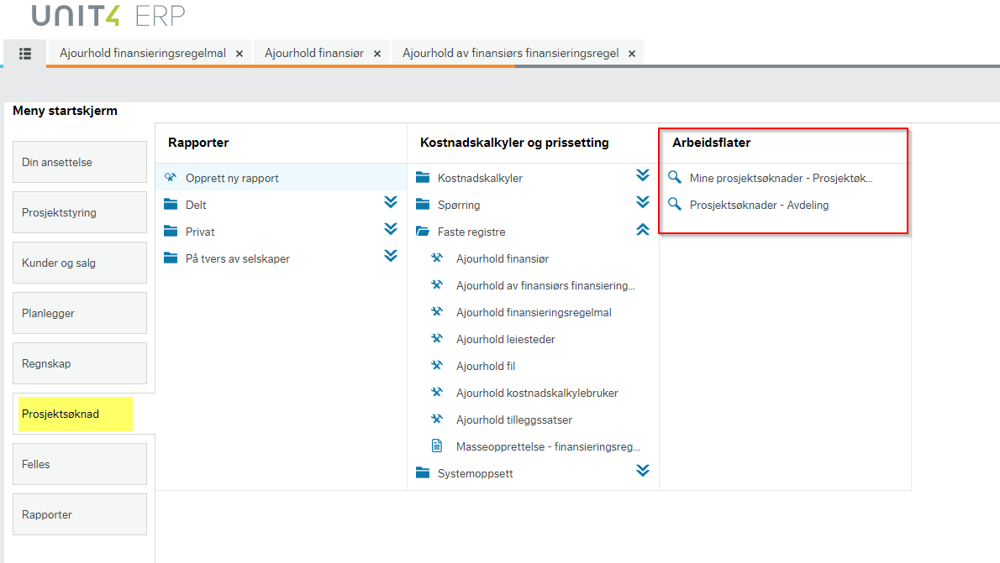 UNIT4 ERP
Ajourhold finansieringsregelmal
Ajourhold finansiør
Ajourhold av finansiørs finansieringsregel
Meny startskjerm
Din ansettelse
Prosjektstyring
Kunder og salg
Planlegger
Regnskap
Prosjektsøknad
Felles
Rapporter
Rapporter
Opprett ny rapport
Delt
Privat
På tvers av selskaper
Kostnadskalkyler og prissetting
Kostnadskalkyler
Spørring
Faste registre
Ajourhold finansiør
Ajourhold av finansiørs finansiering...
Ajourhold finansieringsregelmal
Ajourhold leiesteder
Ajourhold fil
Ajourhold kostnadskalkylebruker
Ajourhold tilleggssatser
Masseopprettelse - finansieringsreg...
Systemoppsett
Arbeidsflater
Mine prosjektsøknader - Prosjektøk...
Prosjektsøknader - Avdeling